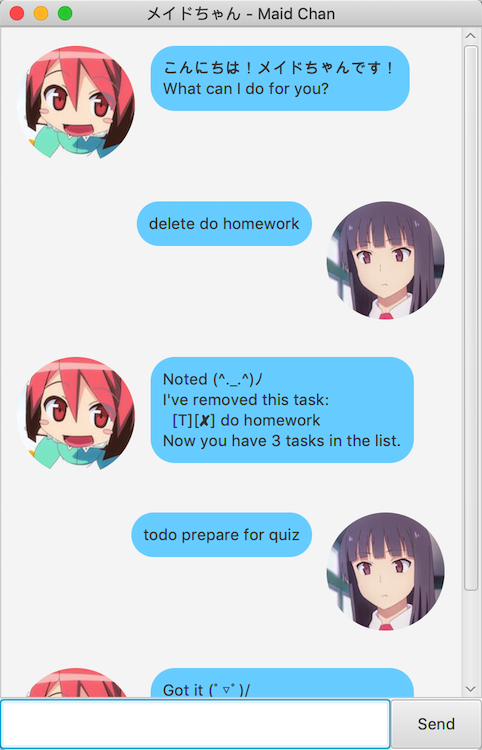 メイドちゃん - Maid Chan
こんにちは！メイドちゃんです！
What can I do for you?
delete do homework
Noted (^._.^)ﾉ
I've removed this task:
[T][✘] do homework
Now you have 3 tasks in the list.
todo prepare for quiz
Got it (ﾟ▽ﾟ)/
Send